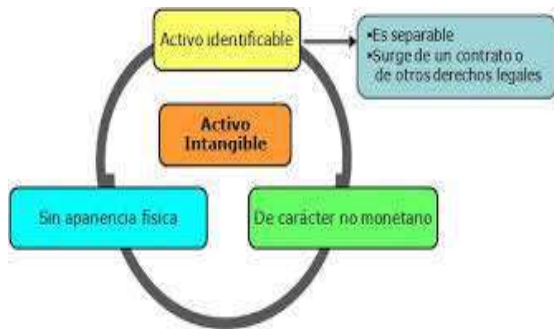 Activo identificable
▪Es separable
▪Surge de un contrato o
de otros derechos legales
Activo
Intangible
Sin apariencia física
De carácter no monetario